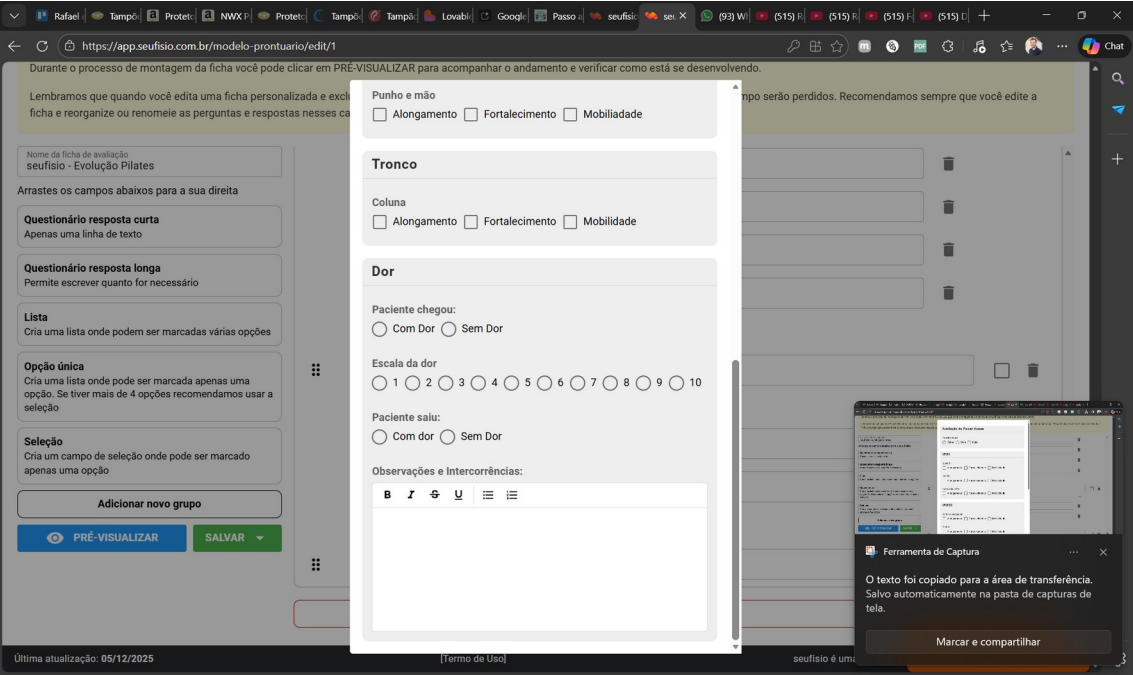 Rafael
Tampõ
Protetc
NWX P
Protetc
Tampõ
Tampãc
Lovabl
Google
Passo a
seufisic
seu
(93) W
(515) R
(515) R
(515) F
(515) D
https://app.seufisio.com.br/modelo-prontuario/edit/1
PDF
Chat
Durante o processo de montagem da ficha você pode clicar em PRÉ-VISUALIZAR para acompanhar o andamento e verificar como está se desenvolvendo.
Lembramos que quando você edita uma ficha personalizada e exclu
mpo serão perdidos. Recomendamos sempre que você edite a
ficha e reorganize ou renomeie as perguntas e respostas nesses ca
Nome da ficha de avaliação
seufisio - Evolução Pilates
Arrastes os campos abaixos para a sua direita
Questionário resposta curta
Apenas uma linha de texto
Questionário resposta longa
Permite escrever quanto for necessário
Lista
Cria uma lista onde podem ser marcadas várias opções
Opção única
Cria uma lista onde pode ser marcada apenas uma
opção. Se tiver mais de 4 opções recomendamos usar a
seleção
Seleção
Cria um campo de seleção onde pode ser marcado
apenas uma opção
Adicionar novo grupo
PRÉ-VISUALIZAR
SALVAR
Punho e mão
Alongamento Fortalecimento Mobiliadade
Tronco
Coluna
Alongamento Fortalecimento Mobilidade
Dor
Paciente chegou:
Com Dor Sem Dor
Escala da dor
1 2 3 4 5 6 7 8 9 10
Paciente saiu:
Com dor Sem Dor
Observações e Intercorrências:
B I S U
Ferramenta de Captura
O texto foi copiado para a área de transferência.
Salvo automaticamente na pasta de capturas de
tela.
Marcar e compartilhar
Última atualização: 05/12/2025
[Termo de Uso]
seufisio é uma